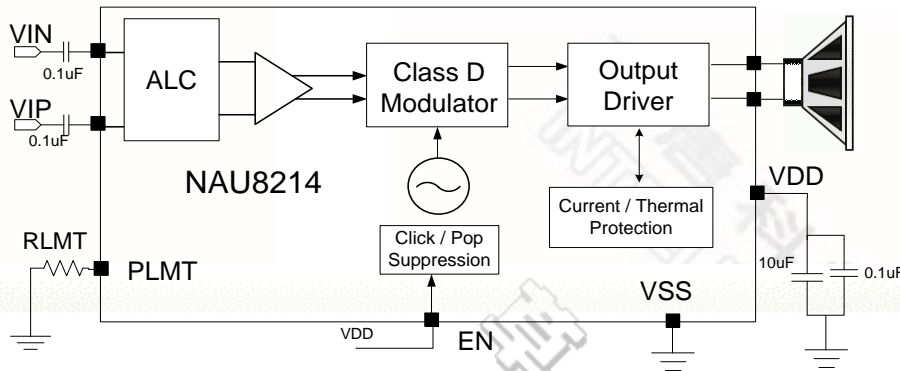 VIN
0.1uF
VIP
0.1uF
ALC
Class D
Modulator
Output
Driver
NAU8214
VDD
Current / Thermal
Protection
Click / Pop
Suppression
RLMT
PLMT
10uF
0.1uF
VSS
VDD
EN